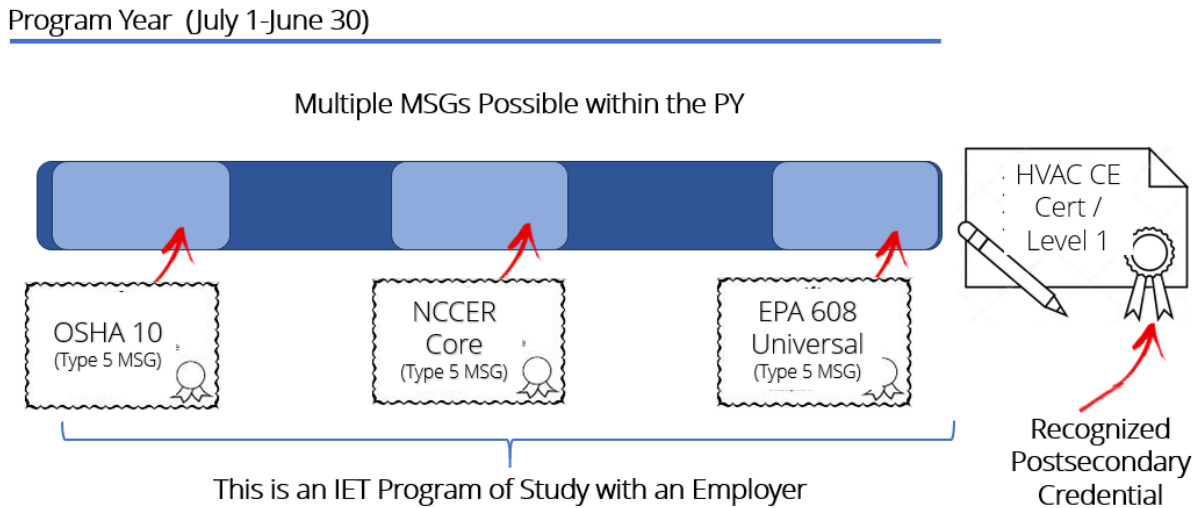 Program Year (July 1-June 30)
Multiple MSGs Possible within the PY
HVAC CE
Cert /
Level 1
OSHA 10
(Type 5 MSG)
NCCER
Core
(Type 5 MSG)
EPA 608
Universal
(Type 5 MSG)
Recognized
Postsecondary
Credential
This is an IET Program of Study with an Employer